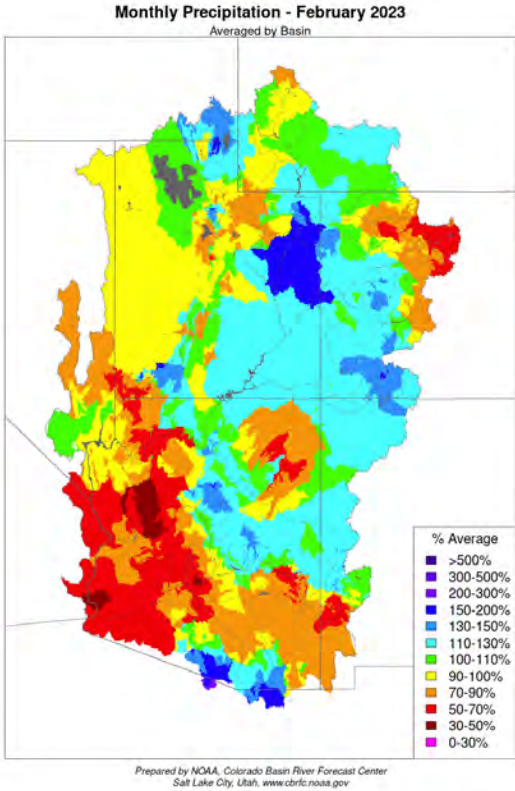 Monthly Precipitation - February 2023
Averaged by Basin
% Average
>500%
300-500%
200-300%
150-200%
130-150%
110-130%
100-110%
90-100%
70-90%
50-70%
30-50%
0-30%
Prepared by NOAA, Colorado Basin River Forecast Center
Salt Lake City, Utah, www.cbrfc.noaa.gov